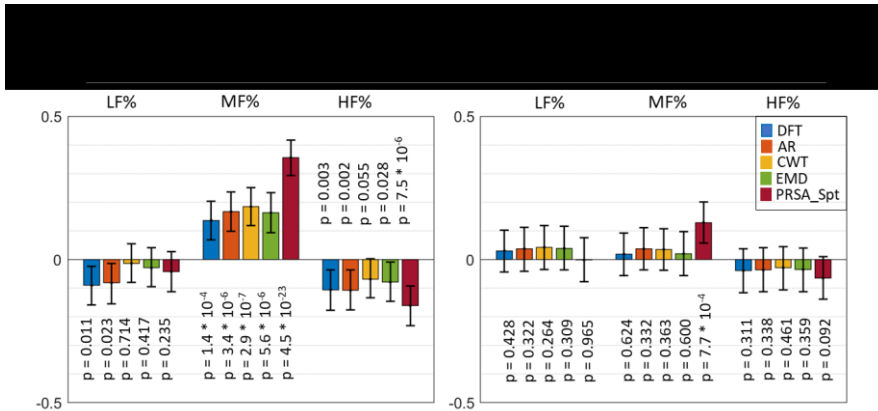 LF%
MF%
HF%
LF%
MF%
HF%
0.5
0
-0.5
p = 0.011
p = 0.023
p = 0.714
p = 0.417
p = 0.235
p = 1.4 * 10⁻⁴
p = 3.4 * 10⁻⁶
p = 2.9 * 10⁻⁷
p = 5.6 * 10⁻⁶
p = 4.5 * 10⁻²³
p = 0.003
p = 0.002
p = 0.055
p = 0.028
p = 7.5 * 10⁻⁶
0.5
0
-0.5
p = 0.428
p = 0.322
p = 0.264
p = 0.309
p = 0.965
p = 0.624
p = 0.332
p = 0.363
p = 0.600
p = 7.7 * 10⁻⁴
p = 0.311
p = 0.338
p = 0.461
p = 0.359
p = 0.092
DFT
AR
CWT
EMD
PRSA_Spt